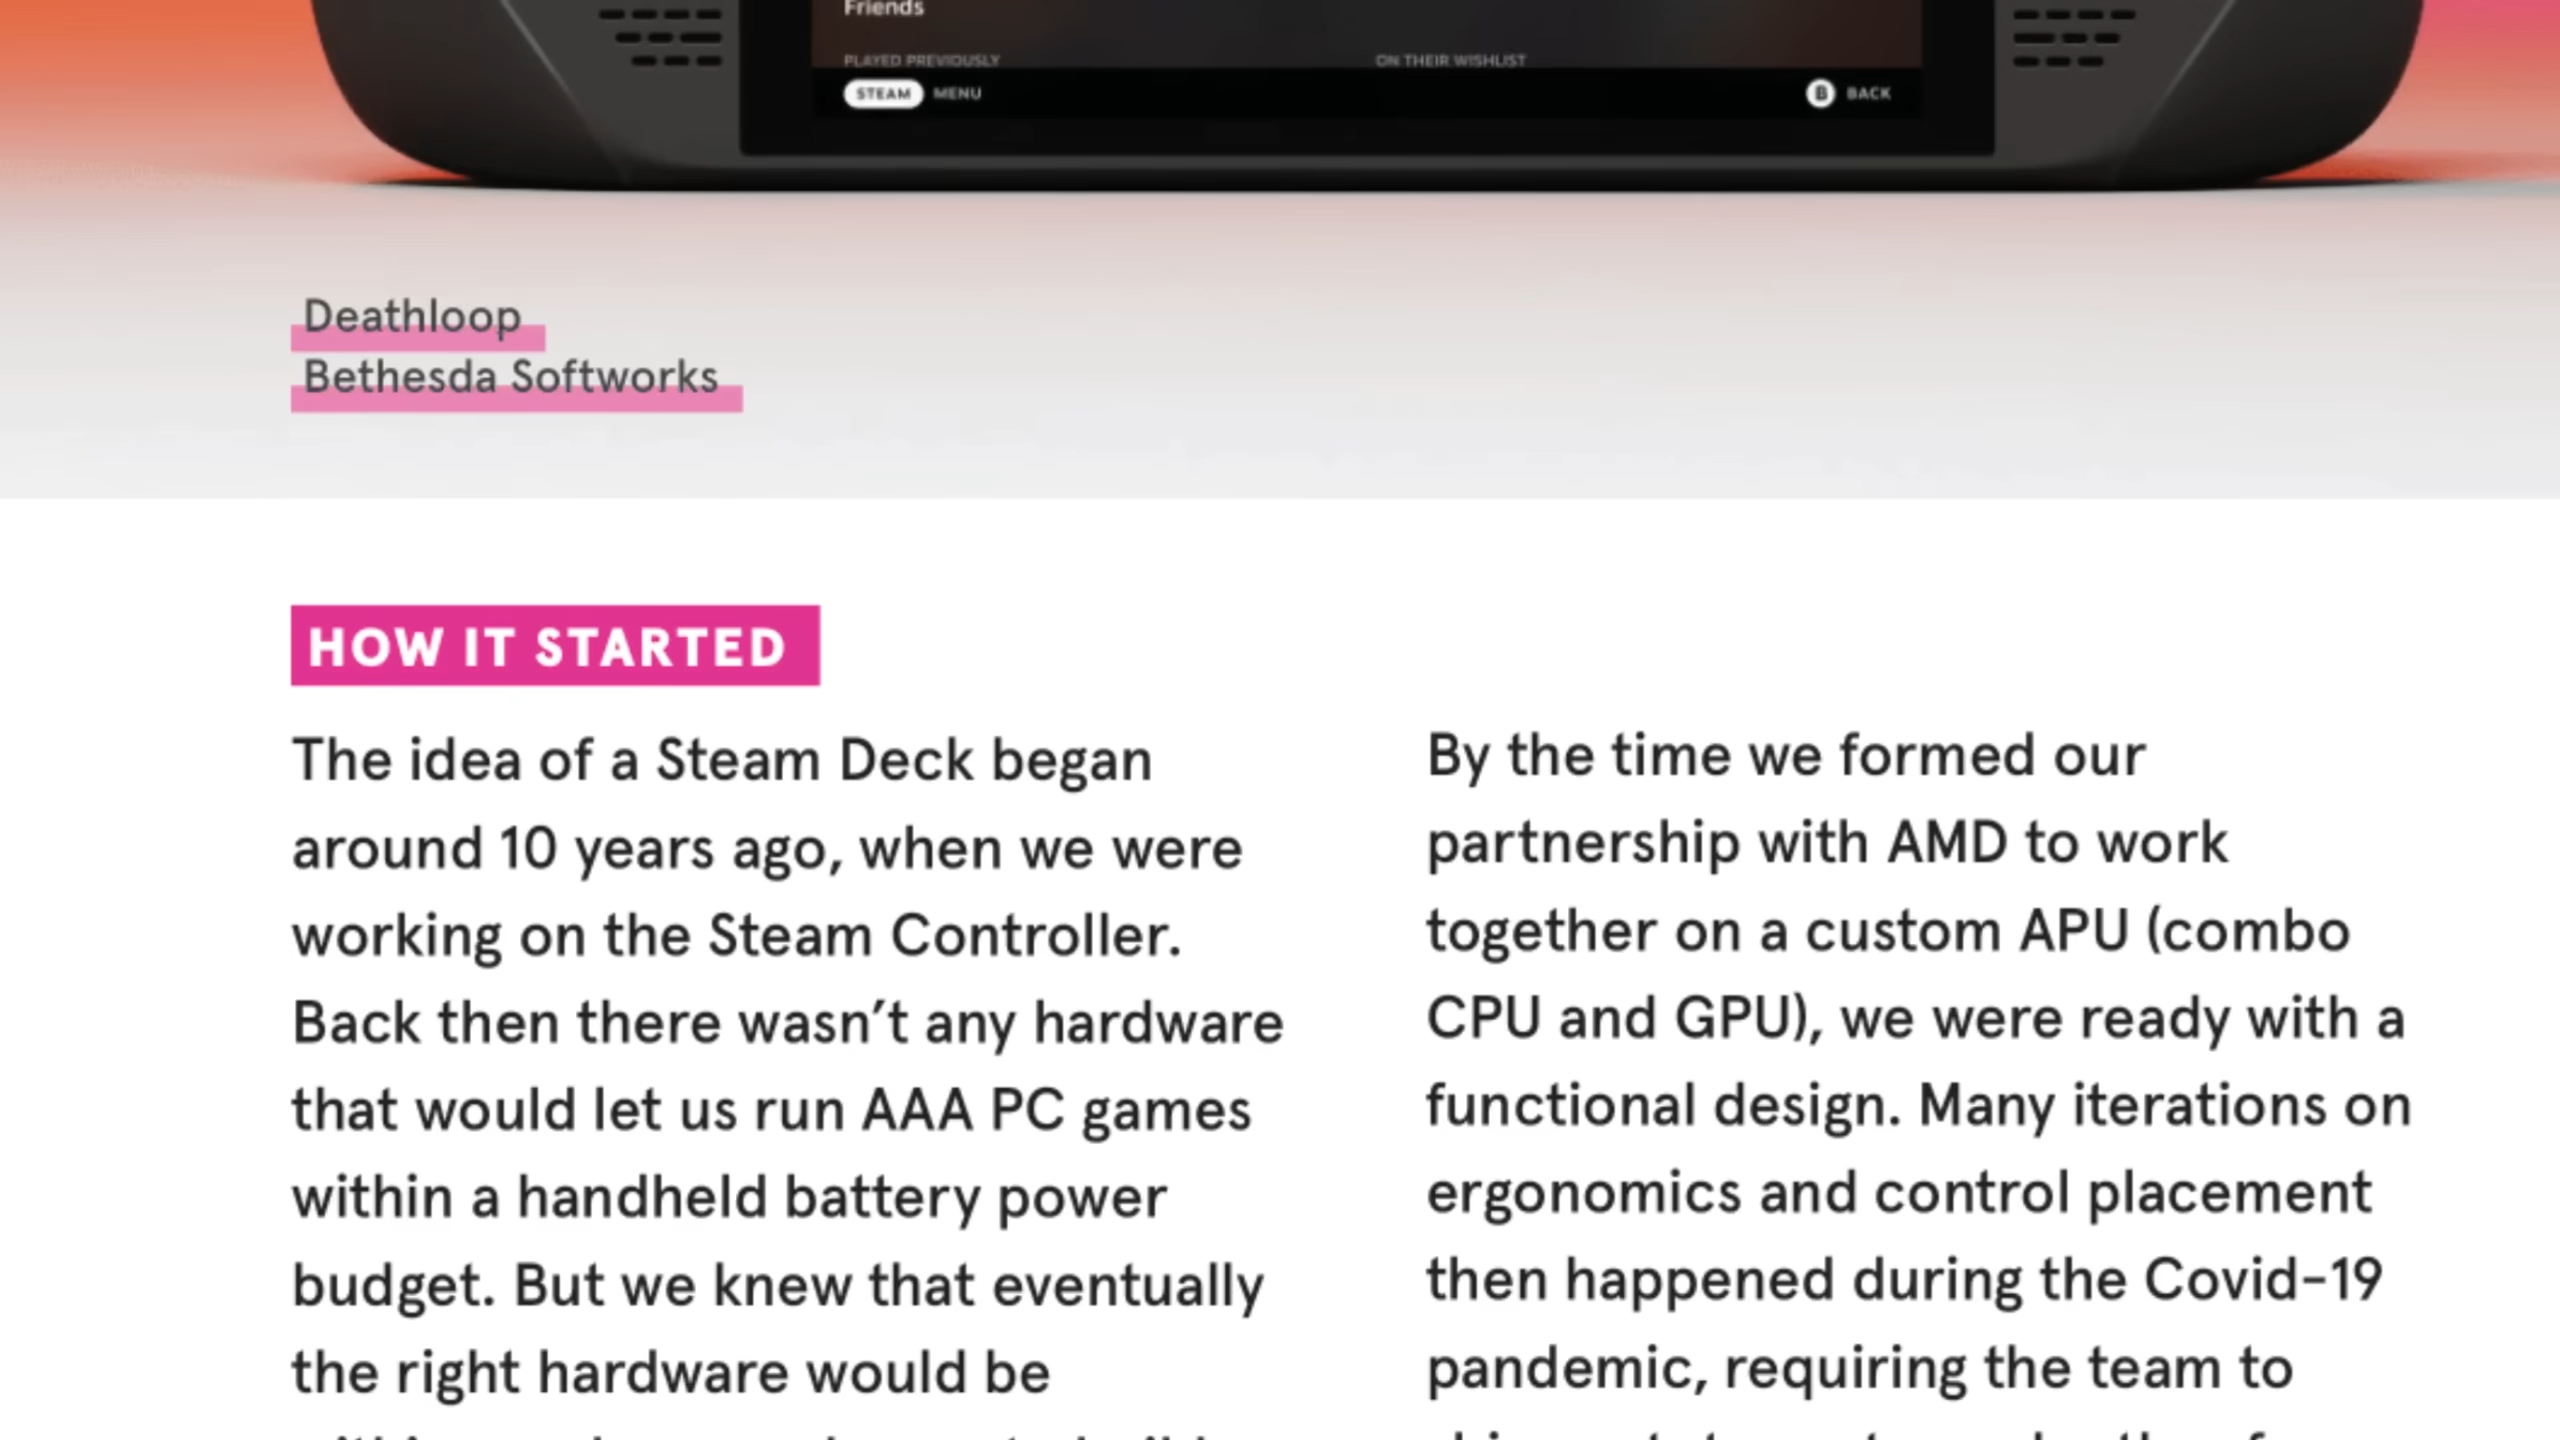 Friends
PLAYED PREVIOUSLY
ON THEIR WISHLIST
STEAM MENU
B BACK
Deathloop
Bethesda Softworks
HOW IT STARTED
The idea of a Steam Deck began
around 10 years ago, when we were
working on the Steam Controller.
Back then there wasn’t any hardware
that would let us run AAA PC games
within a handheld battery power
budget. But we knew that eventually
the right hardware would be
By the time we formed our
partnership with AMD to work
together on a custom APU (combo
CPU and GPU), we were ready with a
functional design. Many iterations on
ergonomics and control placement
then happened during the Covid-19
pandemic, requiring the team to